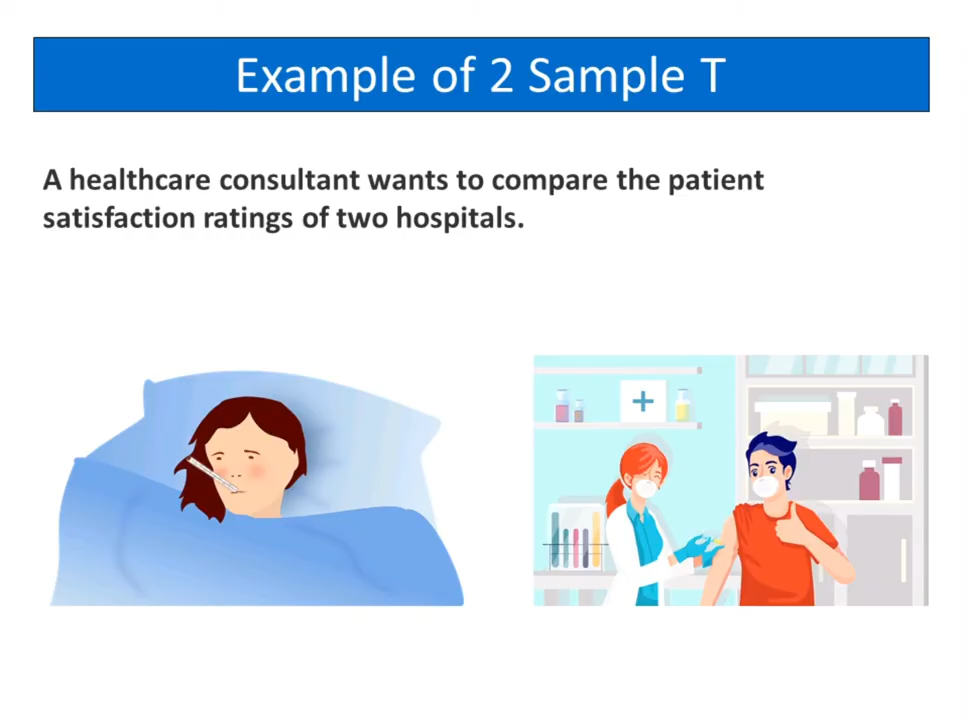 Example of 2 Sample T
A healthcare consultant wants to compare the patient
satisfaction ratings of two hospitals.